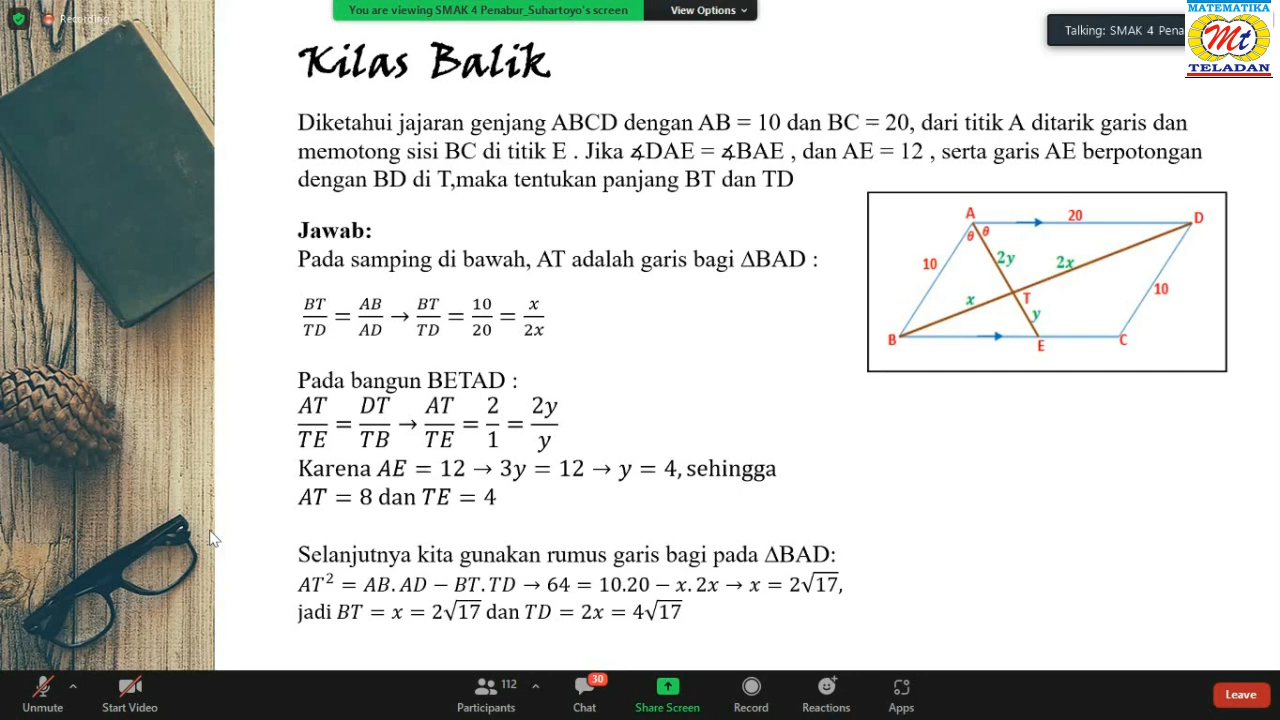 Recording
You are viewing SMAK 4 Penabur_Suhartoyo's screen
View Options
Talking: SMAK 4 Pena
MATEMATIKA
Mt
TELADAN
Kilas Balik
Diketahui jajaran genjang ABCD dengan AB = 10 dan BC = 20, dari titik A ditarik garis dan
memotong sisi BC di titik E . Jika ∡DAE = ∡BAE , dan AE = 12 , serta garis AE berpotongan
dengan BD di T,maka tentukan panjang BT dan TD
Jawab:
Pada samping di bawah, AT adalah garis bagi ∆BAD :
BT/TD = AB/AD → BT/TD = 10/20 = x/2x
Pada bangun BETAD :
AT/TE = DT/TB → AT/TE = 2/1 = 2y/y
Karena AE = 12 → 3y = 12 → y = 4, sehingga
AT = 8 dan TE = 4
Selanjutnya kita gunakan rumus garis bagi pada ∆BAD:
AT² = AB. AD − BT. TD → 64 = 10.20 − x. 2x → x = 2√17,
jadi BT = x = 2√17 dan TD = 2x = 4√17
A
20
D
θ θ
10
2y
2x
x
T
10
y
B
E
C
Unmute
Start Video
112
Participants
30
Chat
Share Screen
Record
Reactions
Apps
Leave